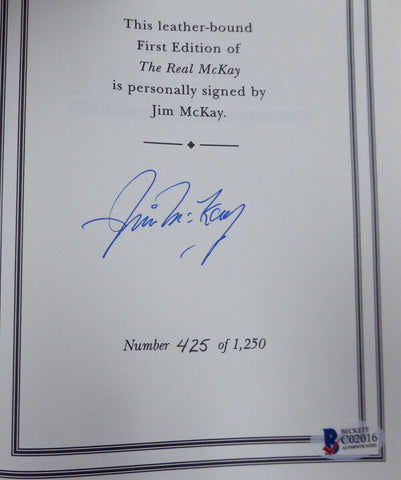 This leather-bound
First Edition of
The Real McKay
is personally signed by
Jim McKay.
Jim McKay
Number 425 of 1,250
BECKETT
C02016
AUTHENTICATED